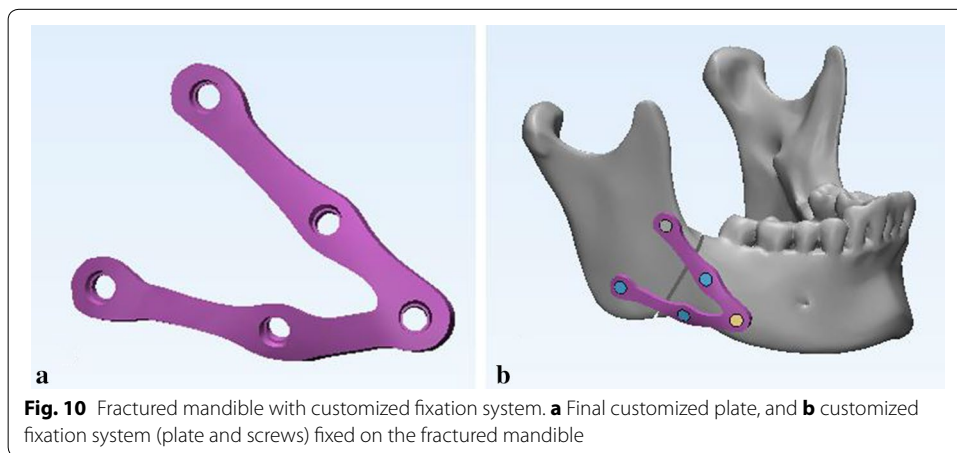 a
b
Fig. 10 Fractured mandible with customized fixation system. a Final customized plate, and b customized
fixation system (plate and screws) fixed on the fractured mandible